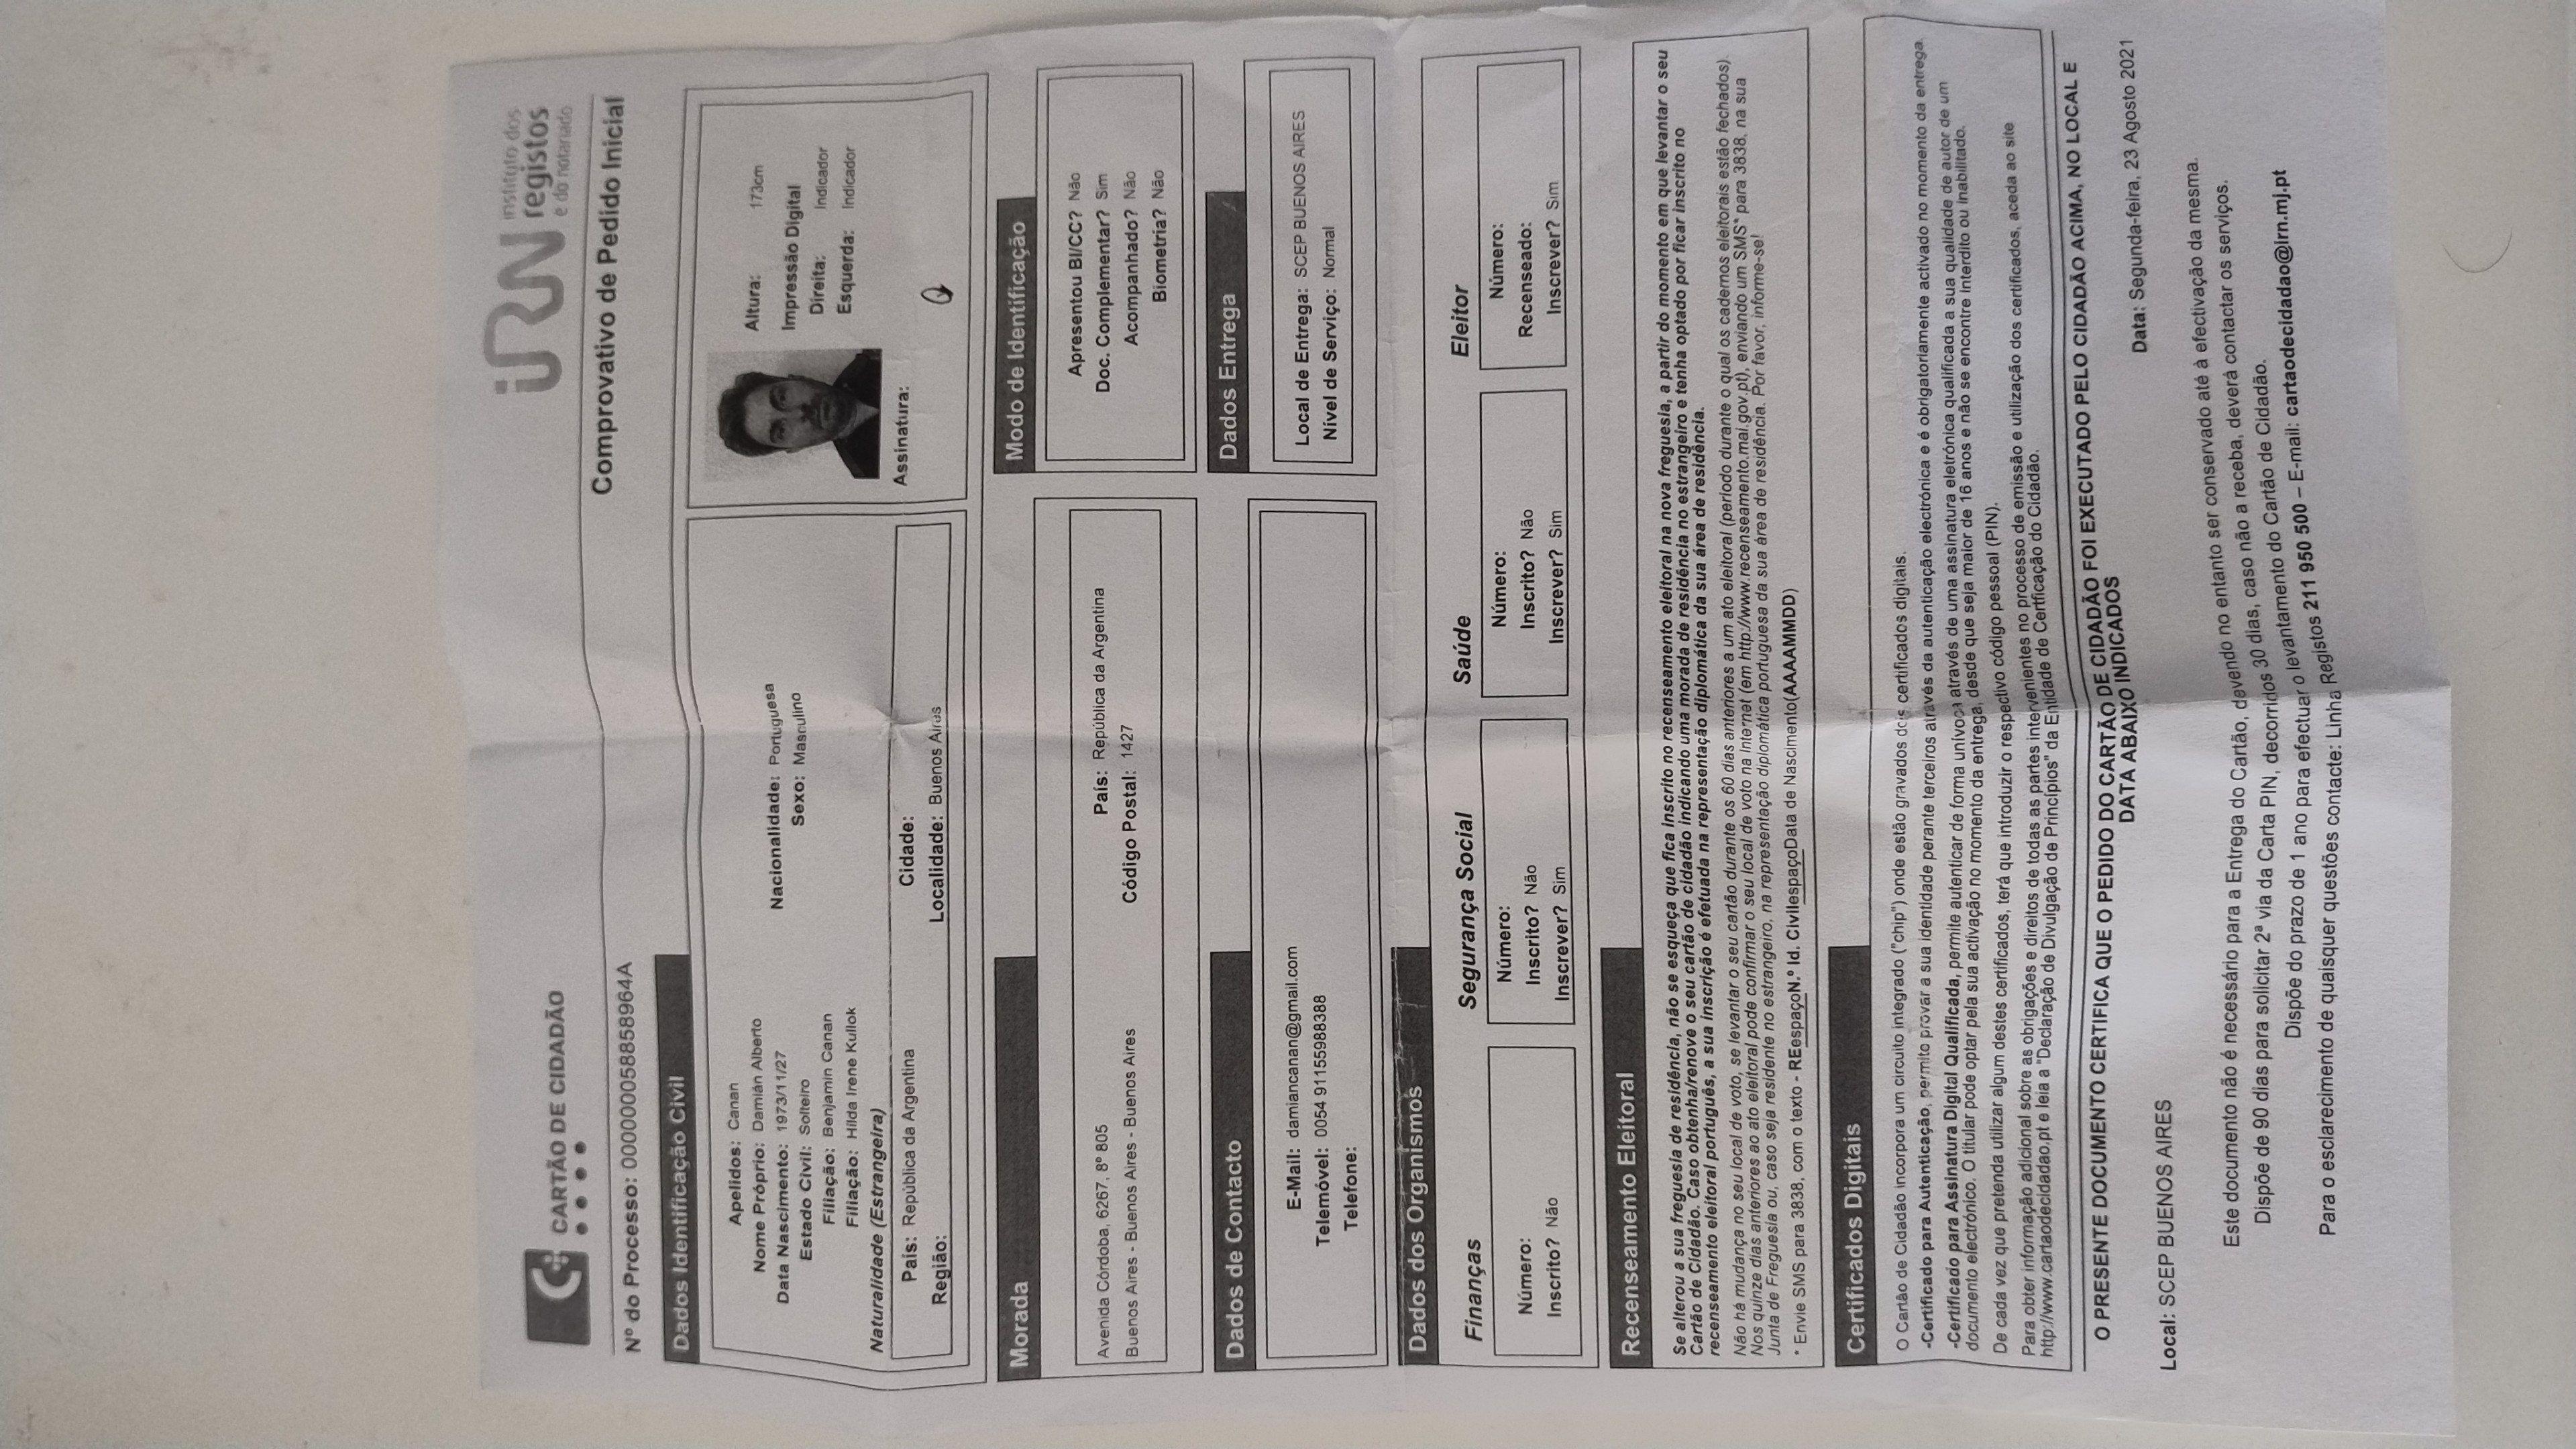 CARTÃO DE CIDADÃO
iRN instituto dos
registos
e do notariado
Comprovativo de Pedido Inicial
Nº do Processo: 000000058858964A
Dados Identificação Civil
Apelidos: Canan
Nome Próprio: Damián Alberto
Data Nascimento: 1973/11/27
Estado Civil: Solteiro
Filiação: Benjamin Canan
Filiação: Hilda Irene Kullok
Nacionalidade: Portuguesa
Sexo: Masculino
Naturalidade (Estrangeira)
País: República da Argentina
Cidade:
Região:
Localidade: Buenos Aires
Altura: 173cm
Impressão Digital
Direita: Indicador
Esquerda: Indicador
Assinatura:
Morada
Avenida Córdoba, 6267, 8º 805
Buenos Aires - Buenos Aires - Buenos Aires
País: República da Argentina
Código Postal: 1427
Modo de Identificação
Apresentou BI/CC? Não
Doc. Complementar? Sim
Acompanhado? Não
Biometria? Não
Dados de Contacto
E-Mail: damiancanan@gmail.com
Telemóvel: 0054 91155988388
Telefone:
Dados Entrega
Local de Entrega: SCEP BUENOS AIRES
Nível de Serviço: Normal
Dados dos Organismos
Finanças
Número:
Inscrito? Não
Segurança Social
Número:
Inscrito? Não
Inscrever? Sim
Saúde
Número:
Inscrito? Não
Inscrever? Sim
Eleitor
Número:
Recenseado:
Inscrever? Sim
Recenseamento Eleitoral
Se alterou a sua freguesia de residência, não se esqueça que fica inscrito no recenseamento eleitoral na nova freguesia, a partir do momento em que levantar o seu
Cartão de Cidadão. Caso obtenha/renove o seu cartão de cidadão indicando uma morada de residência no estrangeiro e tenha optado por ficar inscrito no
recenseamento eleitoral português, a sua inscrição é efetuada na representação diplomática da sua área de residência.
Não há mudança no seu local de voto, se levantar o seu cartão durante os 60 dias anteriores a um ato eleitoral (período durante o qual os cadernos eleitorais estão fechados).
Nos quinze dias anteriores ao ato eleitoral pode confirmar o seu local de voto na Internet (em http://www.recenseamento.mai.gov.pt), enviando um SMS* para 3838, na sua
Junta de Freguesia ou, caso seja residente no estrangeiro, na representação diplomática portuguesa da sua área de residência. Por favor, informe-se!
* Envie SMS para 3838, com o texto - REespaçoN.º Id. CivilespaçoData de Nascimento(AAAAMMDD)
Certificados Digitais
O Cartão de Cidadão incorpora um circuito integrado ("chip") onde estão gravados dois certificados digitais.
-Certificado para Autenticação, permite provar a sua identidade perante terceiros através da autenticação electrónica e é obrigatoriamente activado no momento da entrega.
-Certificado para Assinatura Digital Qualificada, permite autenticar de forma unívoca através de uma assinatura eletrónica qualificada a sua qualidade de autor de um
documento electrónico. O titular pode optar pela sua activação no momento da entrega, desde que seja maior de 16 anos e não se encontre interdito ou inabilitado.
De cada vez que pretenda utilizar algum destes certificados, terá que introduzir o respectivo código pessoal (PIN).
Para obter informação adicional sobre as obrigações e direitos de todas as partes intervenientes no processo de emissão e utilização dos certificados, aceda ao site
http://www.cartaodecidadao.pt e leia a "Declaração de Divulgação de Princípios" da Entidade de Certficação do Cidadão.
O PRESENTE DOCUMENTO CERTIFICA QUE O PEDIDO DO CARTÃO DE CIDADÃO FOI EXECUTADO PELO CIDADÃO ACIMA, NO LOCAL E
DATA ABAIXO INDICADOS
Data: Segunda-feira, 23 Agosto 2021
Local: SCEP BUENOS AIRES
Este documento não é necessário para a Entrega do Cartão, devendo no entanto ser conservado até à efectivação da mesma.
Dispõe de 90 dias para solicitar 2ª via da Carta PIN, decorridos 30 dias, caso não a receba, deverá contactar os serviços.
Dispõe do prazo de 1 ano para efectuar o levantamento do Cartão de Cidadão.
Para o esclarecimento de quaisquer questões contacte: Linha Registos 211 950 500 – E-mail: cartaodecidadao@irn.mj.pt